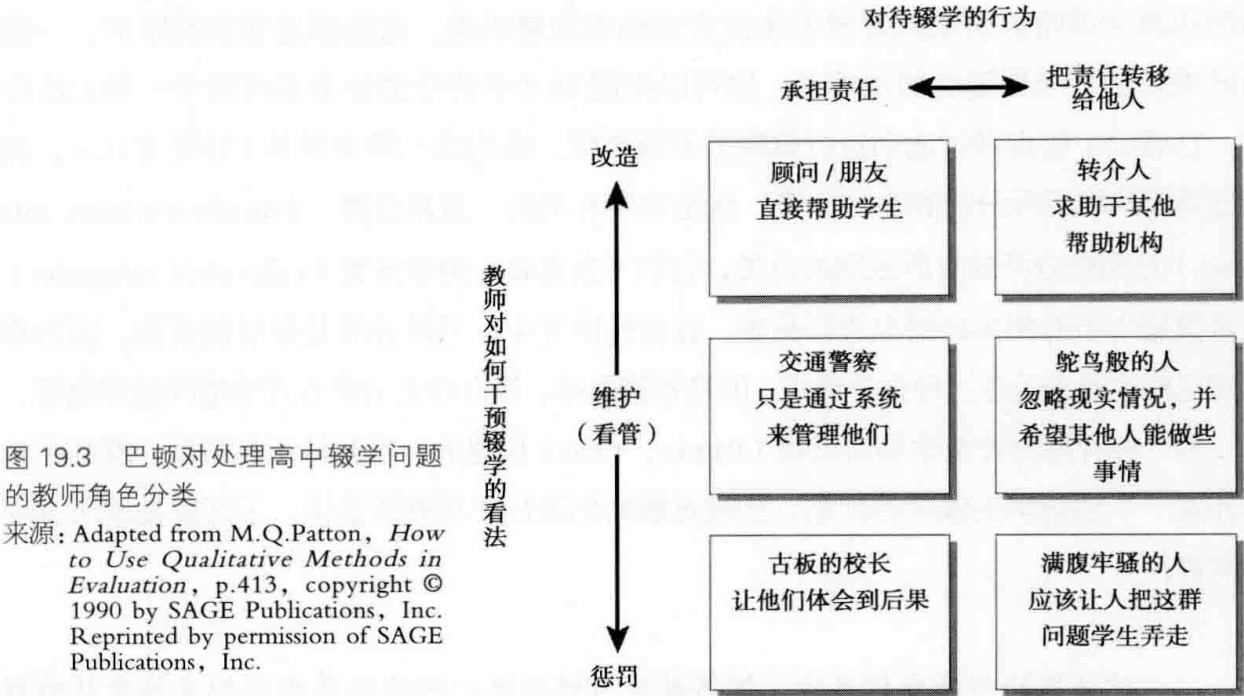 对待辍学的行为
承担责任
把责任转移
给他人
改造
顾问 / 朋友
直接帮助学生
转介人
求助于其他
帮助机构
教师对如何干预辍学的看法
维护
（看管）
交通警察
只是通过系统
来管理他们
鸵鸟般的人
忽略现实情况，并
希望其他人能做些
事情
惩罚
古板的校长
让他们体会到后果
满腹牢骚的人
应该让人把这群
问题学生弄走
图 19.3 巴顿对处理高中辍学问题
的教师角色分类
来源：Adapted from M.Q.Patton，How
to Use Qualitative Methods in
Evaluation，p.413，copyright ©
1990 by SAGE Publications，Inc.
Reprinted by permission of SAGE
Publications，Inc.